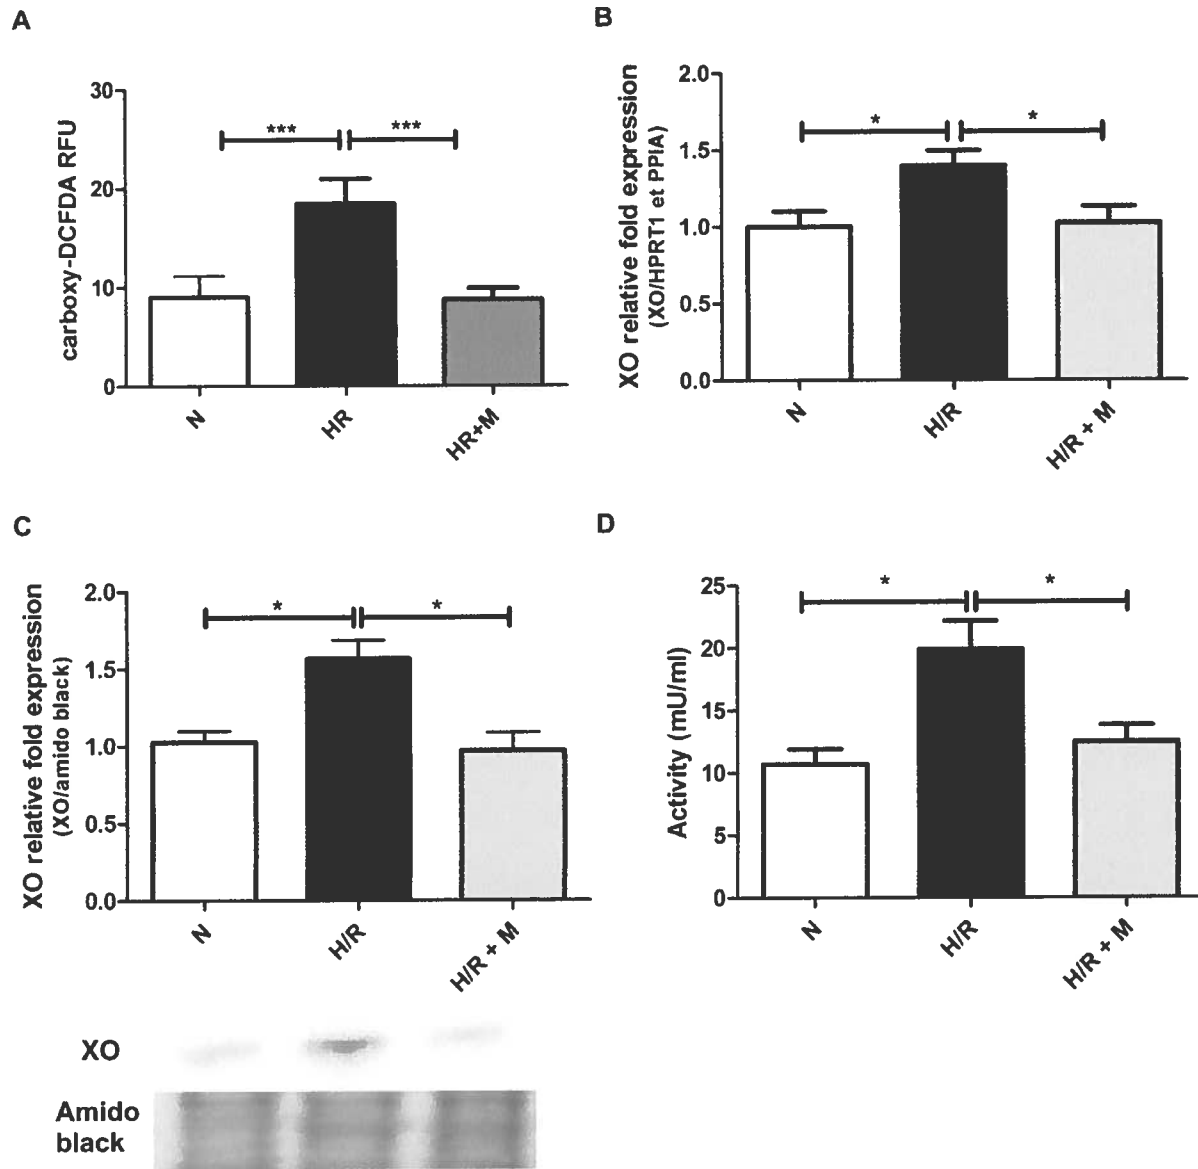 A
carboxy-DCFDA RFU
30
20
10
0
***
***
N
HR
HR+M
B
XO relative fold expression
(XO/HPRT1 et PPIA)
2.0
1.5
1.0
0.5
0.0
*
*
N
H/R
H/R + M
C
XO relative fold expression
(XO/amido black)
2.0
1.5
1.0
0.5
0.0
*
*
N
H/R
H/R + M
XO
Amido
black
D
Activity (mU/ml)
25
20
15
10
5
0
*
*
N
H/R
H/R + M